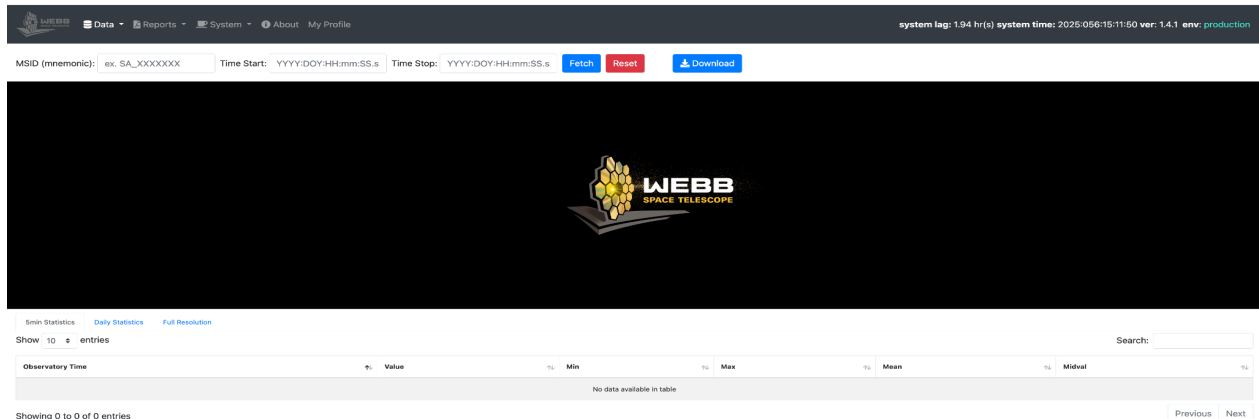 WEBB Data Reports System About My Profile system lag: 1.94 hr(s) system time: 2025:056:15:11:50 ver: 1.4.1 env: production
MSID (mnemonic): ex. SA_XXXXXXX Time Start: YYYY:DOY:HH:mm:SS.s Time Stop: YYYY:DOY:HH:mm:SS.s Fetch Reset Download
WEBB
SPACE TELESCOPE
5min Statistics Daily Statistics Full Resolution
Show 10 entries Search:
Observatory Time Value Min Max Mean Midval
No data available in table
Showing 0 to 0 of 0 entries Previous Next